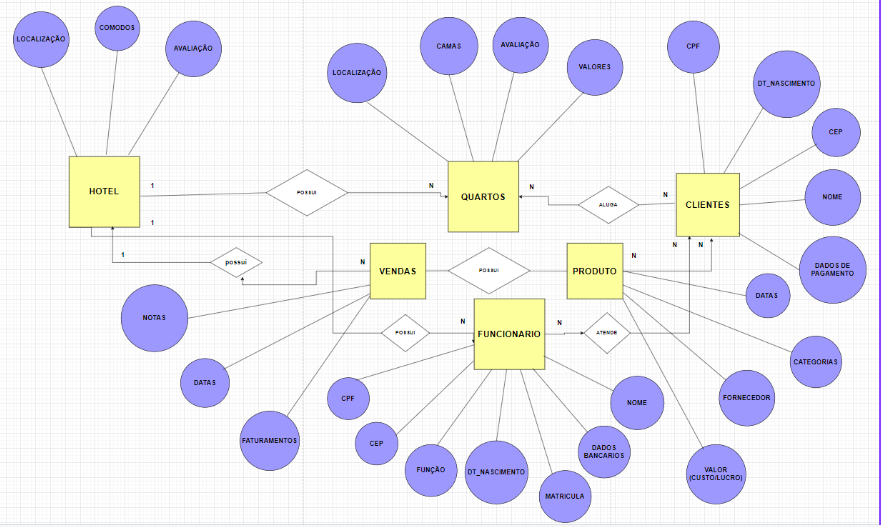 LOCALIZAÇÃO
COMODOS
AVALIAÇÃO
LOCALIZAÇÃO
CAMAS
AVALIAÇÃO
VALORES
CPF
DT_NASCIMENTO
CEP
NOME
DADOS DE
PAGAMENTO
HOTEL
1
POSSUI
N
QUARTOS
N
ALUGA
N
CLIENTES
1
1
possui
N
VENDAS
POSSUI
PRODUTO
N
N
N
DATAS
NOTAS
POSSUI
N
FUNCIONARIO
N
ATENDE
CATEGORIAS
DATAS
FATURAMENTOS
CPF
CEP
FUNÇÃO
DT_NASCIMENTO
MATRICULA
DADOS
BANCARIOS
NOME
FORNECEDOR
VALOR
(CUSTO/LUCRO)